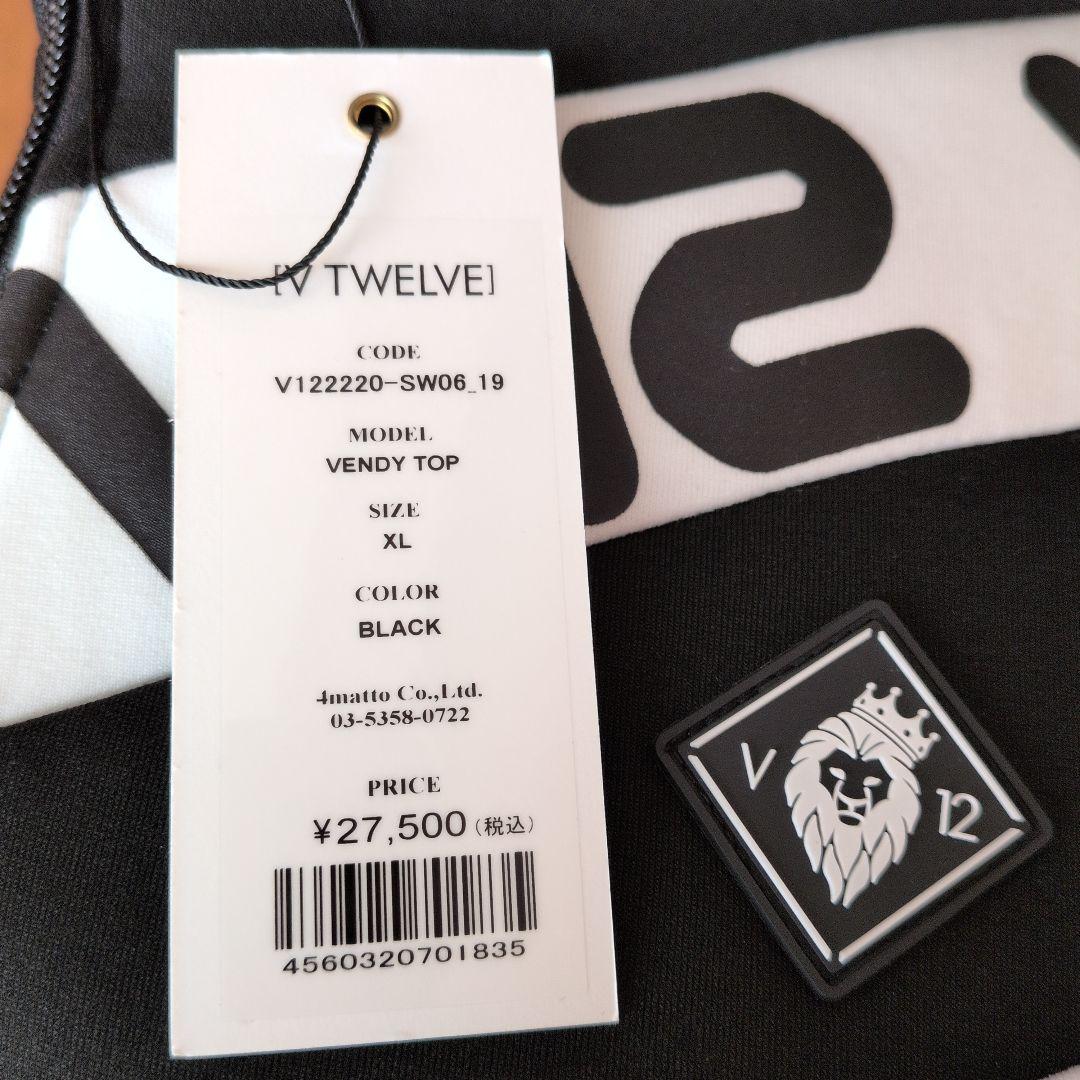 [V TWELVE]
CODE
V122220-SW06_19
MODEL
VENDY TOP
SIZE
XL
COLOR
BLACK
4matto Co.,Ltd.
03-5358-0722
PRICE
¥27,500(税込)
4560320701835
12
V
12